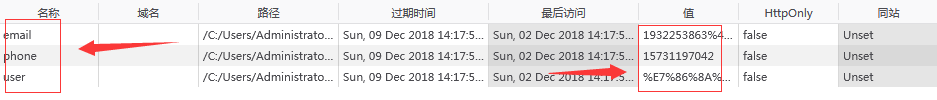 名称 域名 路径 过期时间 最后访问 值 HttpOnly 同站
email /C:/Users/Administrato... Sun, 09 Dec 2018 14:17:5... Sun, 02 Dec 2018 14:17:5... 1932253863%4... false Unset
phone /C:/Users/Administrato... Sun, 09 Dec 2018 14:17:5... Sun, 02 Dec 2018 14:17:5... 15731197042 false Unset
user /C:/Users/Administrato... Sun, 09 Dec 2018 14:17:5... Sun, 02 Dec 2018 14:17:5... %E7%86%8A%... false Unset